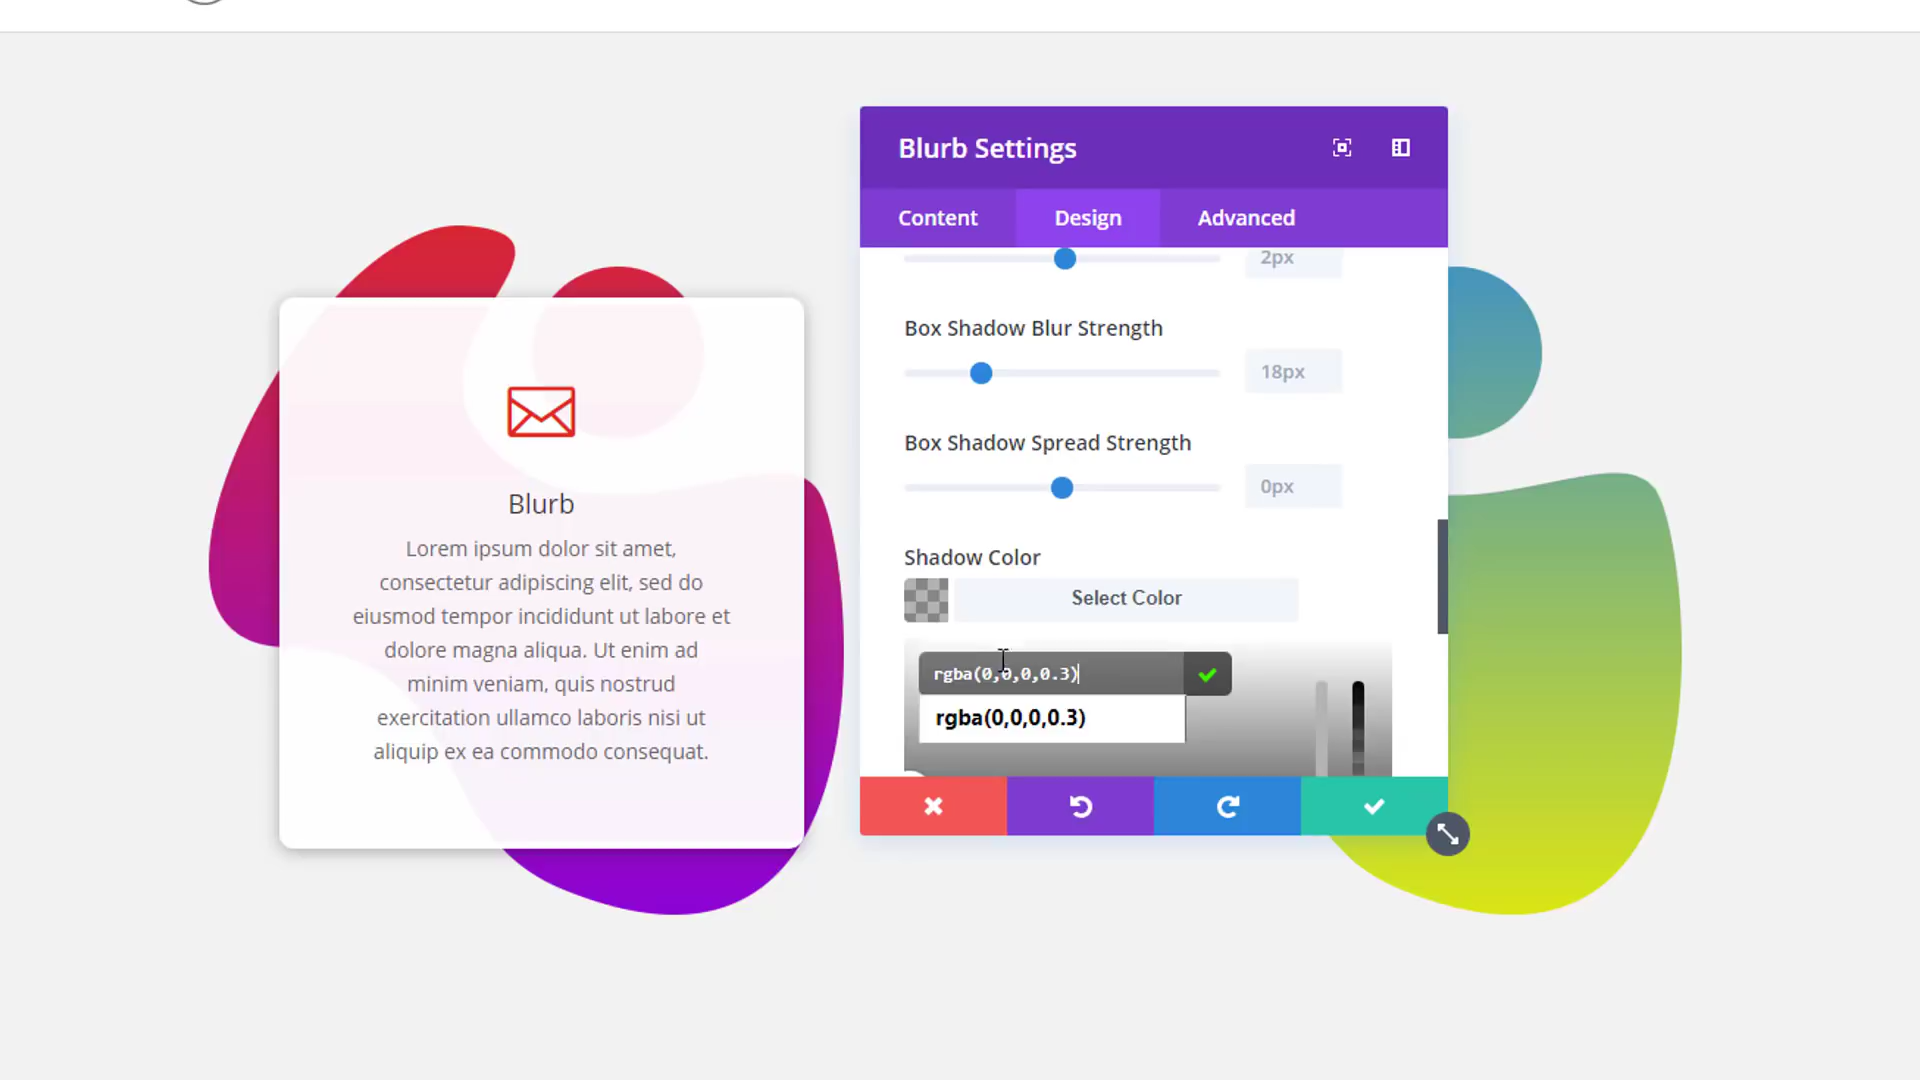 Blurb Settings
Content
Design
Advanced
2px
Box Shadow Blur Strength
18px
Box Shadow Spread Strength
0px
Shadow Color
Select Color
rgba(0,0,0,0.3)
rgba(0,0,0,0.3)
Blurb
Lorem ipsum dolor sit amet,
consectetur adipiscing elit, sed do
eiusmod tempor incididunt ut labore et
dolore magna aliqua. Ut enim ad
minim veniam, quis nostrud
exercitation ullamco laboris nisi ut
aliquip ex ea commodo consequat.